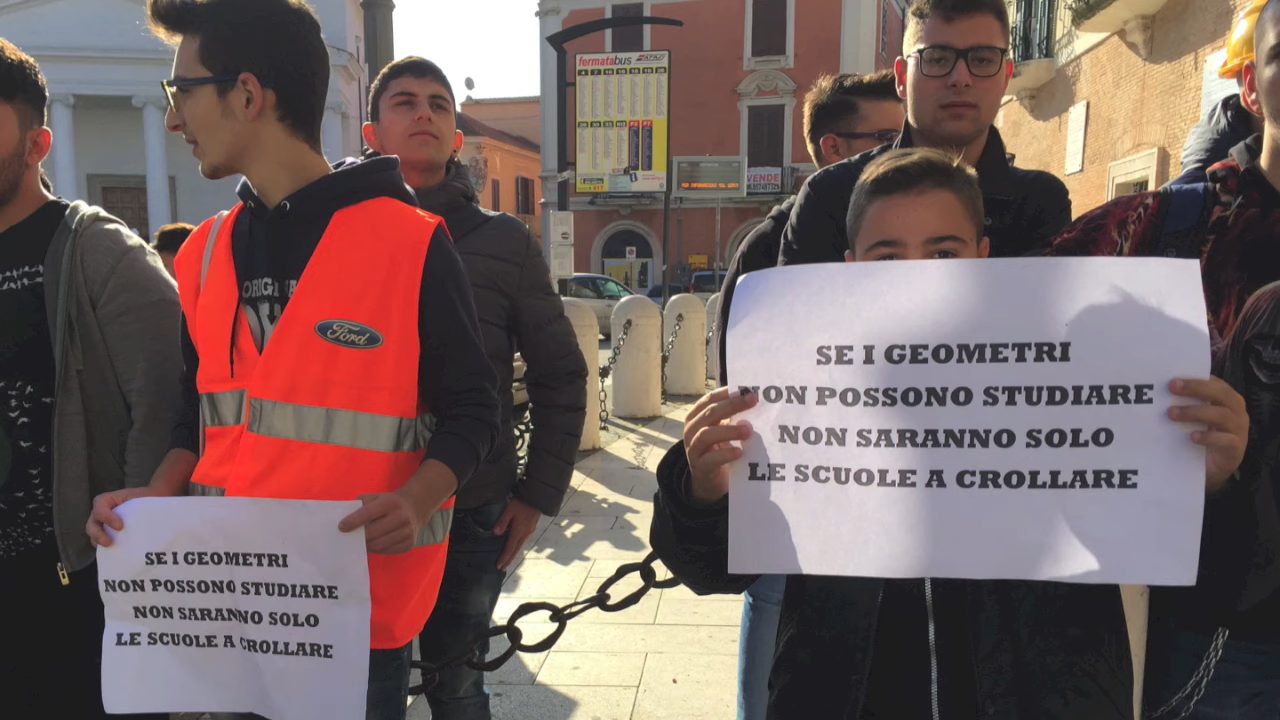 fermatabus
VENDE
ORIGINA
Ford
SE I GEOMETRI
NON POSSONO STUDIARE
NON SARANNO SOLO
LE SCUOLE A CROLLARE
SE I GEOMETRI
NON POSSONO STUDIARE
NON SARANNO SOLO
LE SCUOLE A CROLLARE